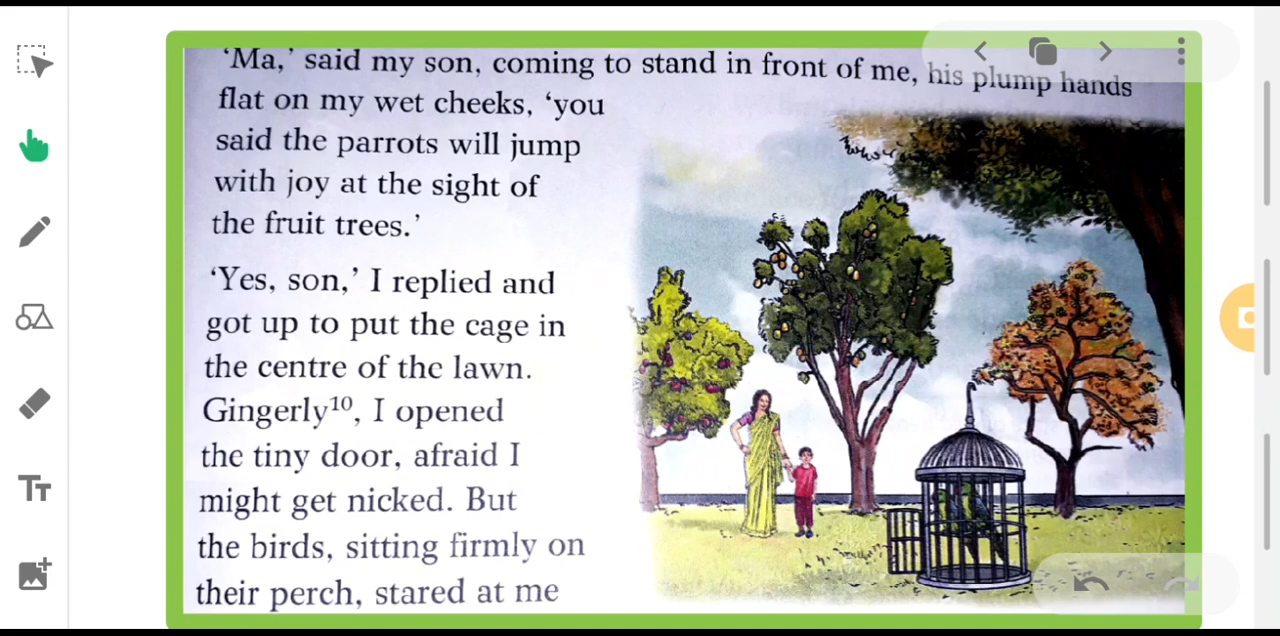 ‘Ma,’ said my son, coming to stand in front of me, his plump hands
flat on my wet cheeks, ‘you
said the parrots will jump
with joy at the sight of
the fruit trees.’
‘Yes, son,’ I replied and
got up to put the cage in
the centre of the lawn.
Gingerly¹⁰, I opened
the tiny door, afraid I
might get nicked. But
the birds, sitting firmly on
their perch, stared at me
TT